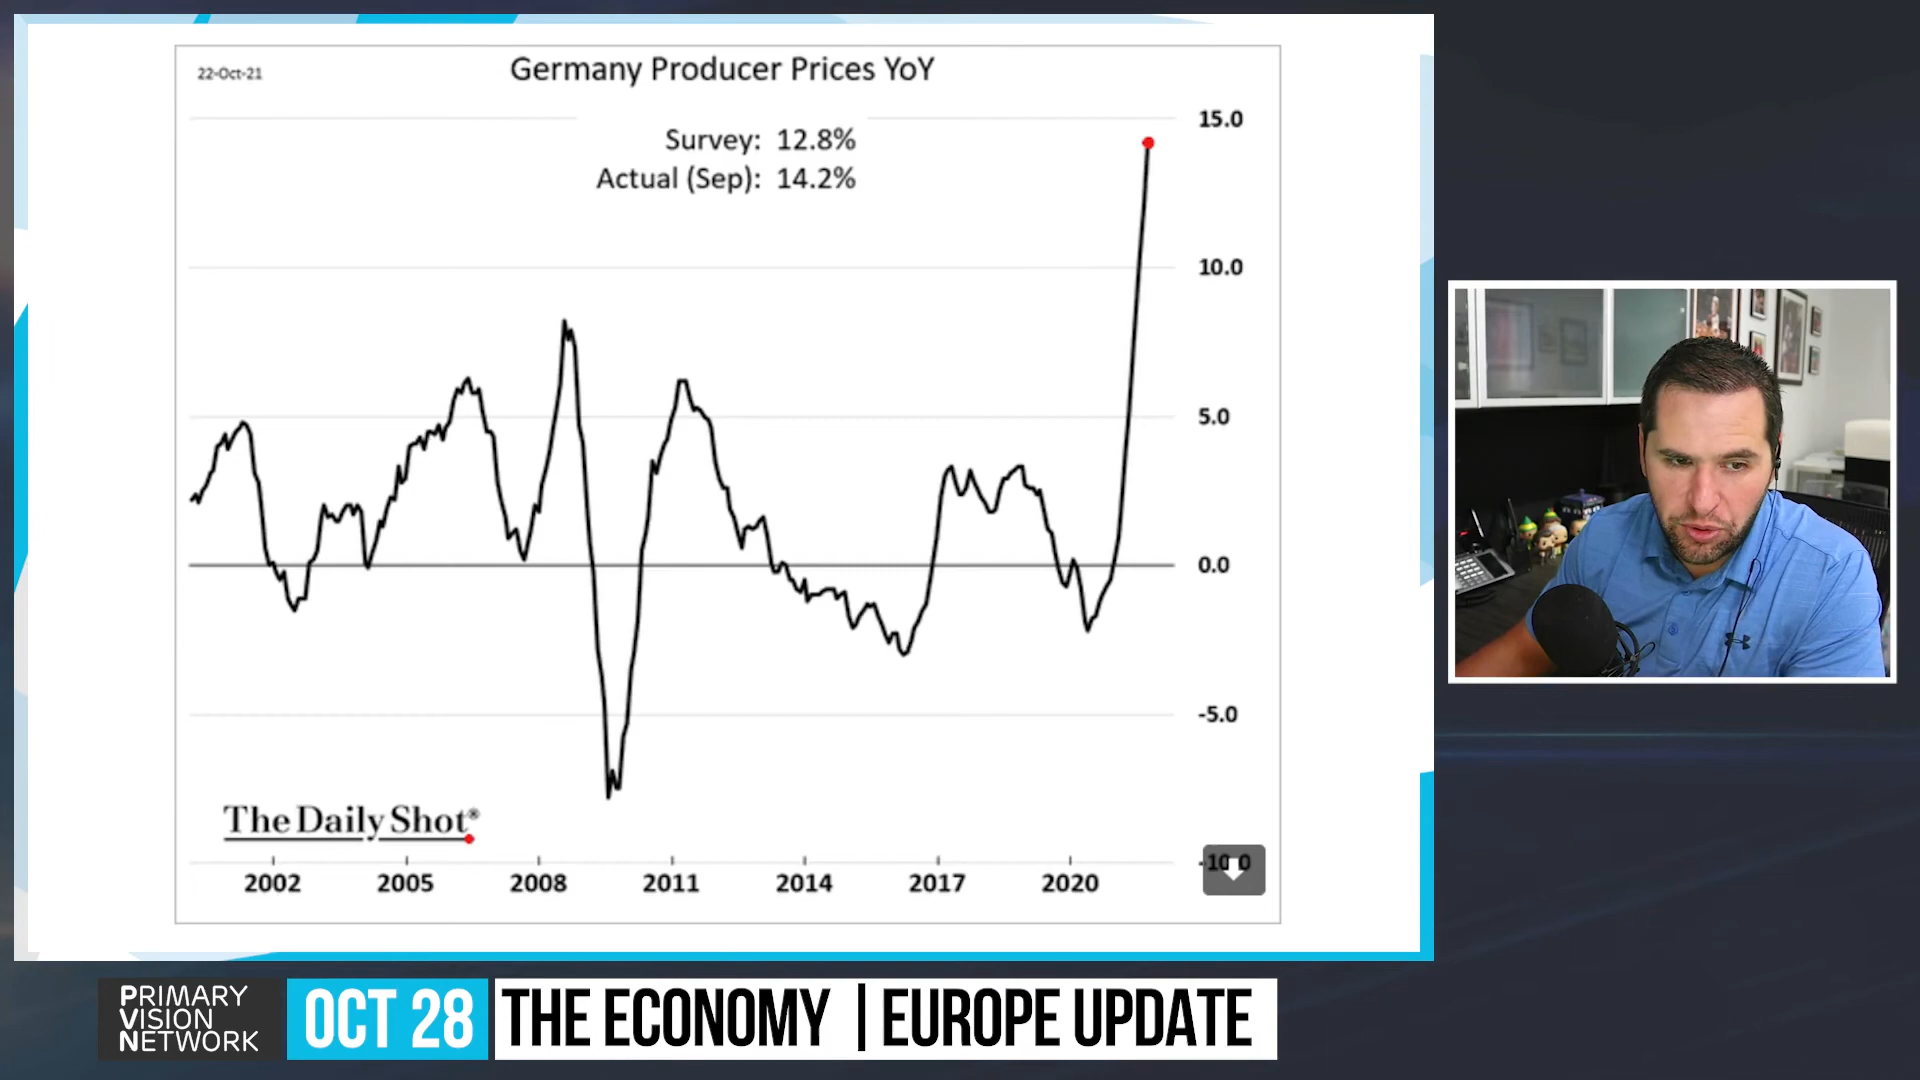 22-Oct-21
Germany Producer Prices YoY
Survey: 12.8%
Actual (Sep): 14.2%
15.0
10.0
5.0
0.0
-5.0
-10.0
The Daily Shot®
2002 2005 2008 2011 2014 2017 2020
PRIMARY
VISION
NETWORK
OCT 28
THE ECONOMY | EUROPE UPDATE